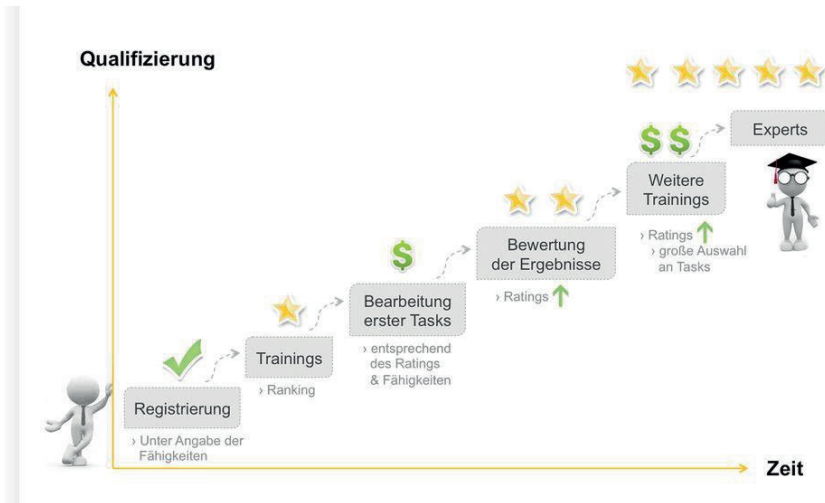 Qualifizierung
Experts
$ $
Weitere
Trainings
› Ratings
› große Auswahl
an Tasks
Bewertung
der Ergebnisse
› Ratings
$
Bearbeitung
erster Tasks
› entsprechend
des Ratings
& Fähigkeiten
Trainings
› Ranking
Registrierung
› Unter Angabe der
Fähigkeiten
Zeit